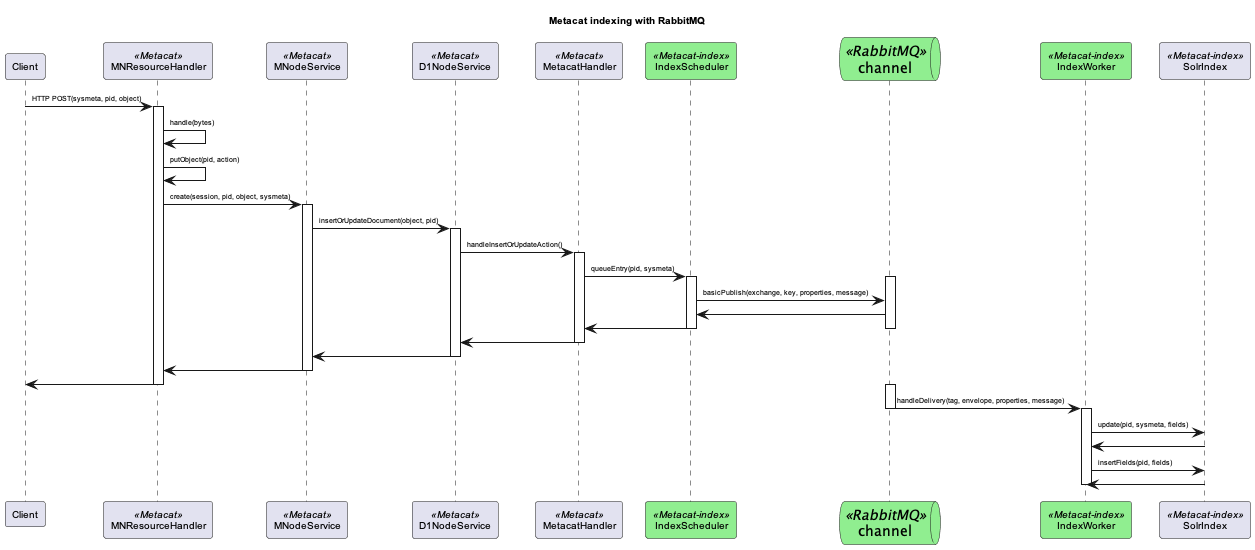 Metacat indexing with RabbitMQ
Client
«Metacat»
MNResourceHandler
«Metacat»
MNodeService
«Metacat»
D1NodeService
«Metacat»
MetacatHandler
«Metacat-index»
IndexScheduler
«RabbitMQ»
channel
«Metacat-index»
IndexWorker
«Metacat-index»
SolrIndex
HTTP POST(sysmeta, pid, object)
handle(bytes)
putObject(pid, action)
create(session, pid, object, sysmeta)
insertOrUpdateDocument(object, pid)
handleInsertOrUpdateAction()
queueEntry(pid, sysmeta)
basicPublish(exchange, key, properties, message)
handleDelivery(tag, envelope, properties, message)
update(pid, sysmeta, fields)
insertFields(pid, fields)
Client
«Metacat»
MNResourceHandler
«Metacat»
MNodeService
«Metacat»
D1NodeService
«Metacat»
MetacatHandler
«Metacat-index»
IndexScheduler
«RabbitMQ»
channel
«Metacat-index»
IndexWorker
«Metacat-index»
SolrIndex